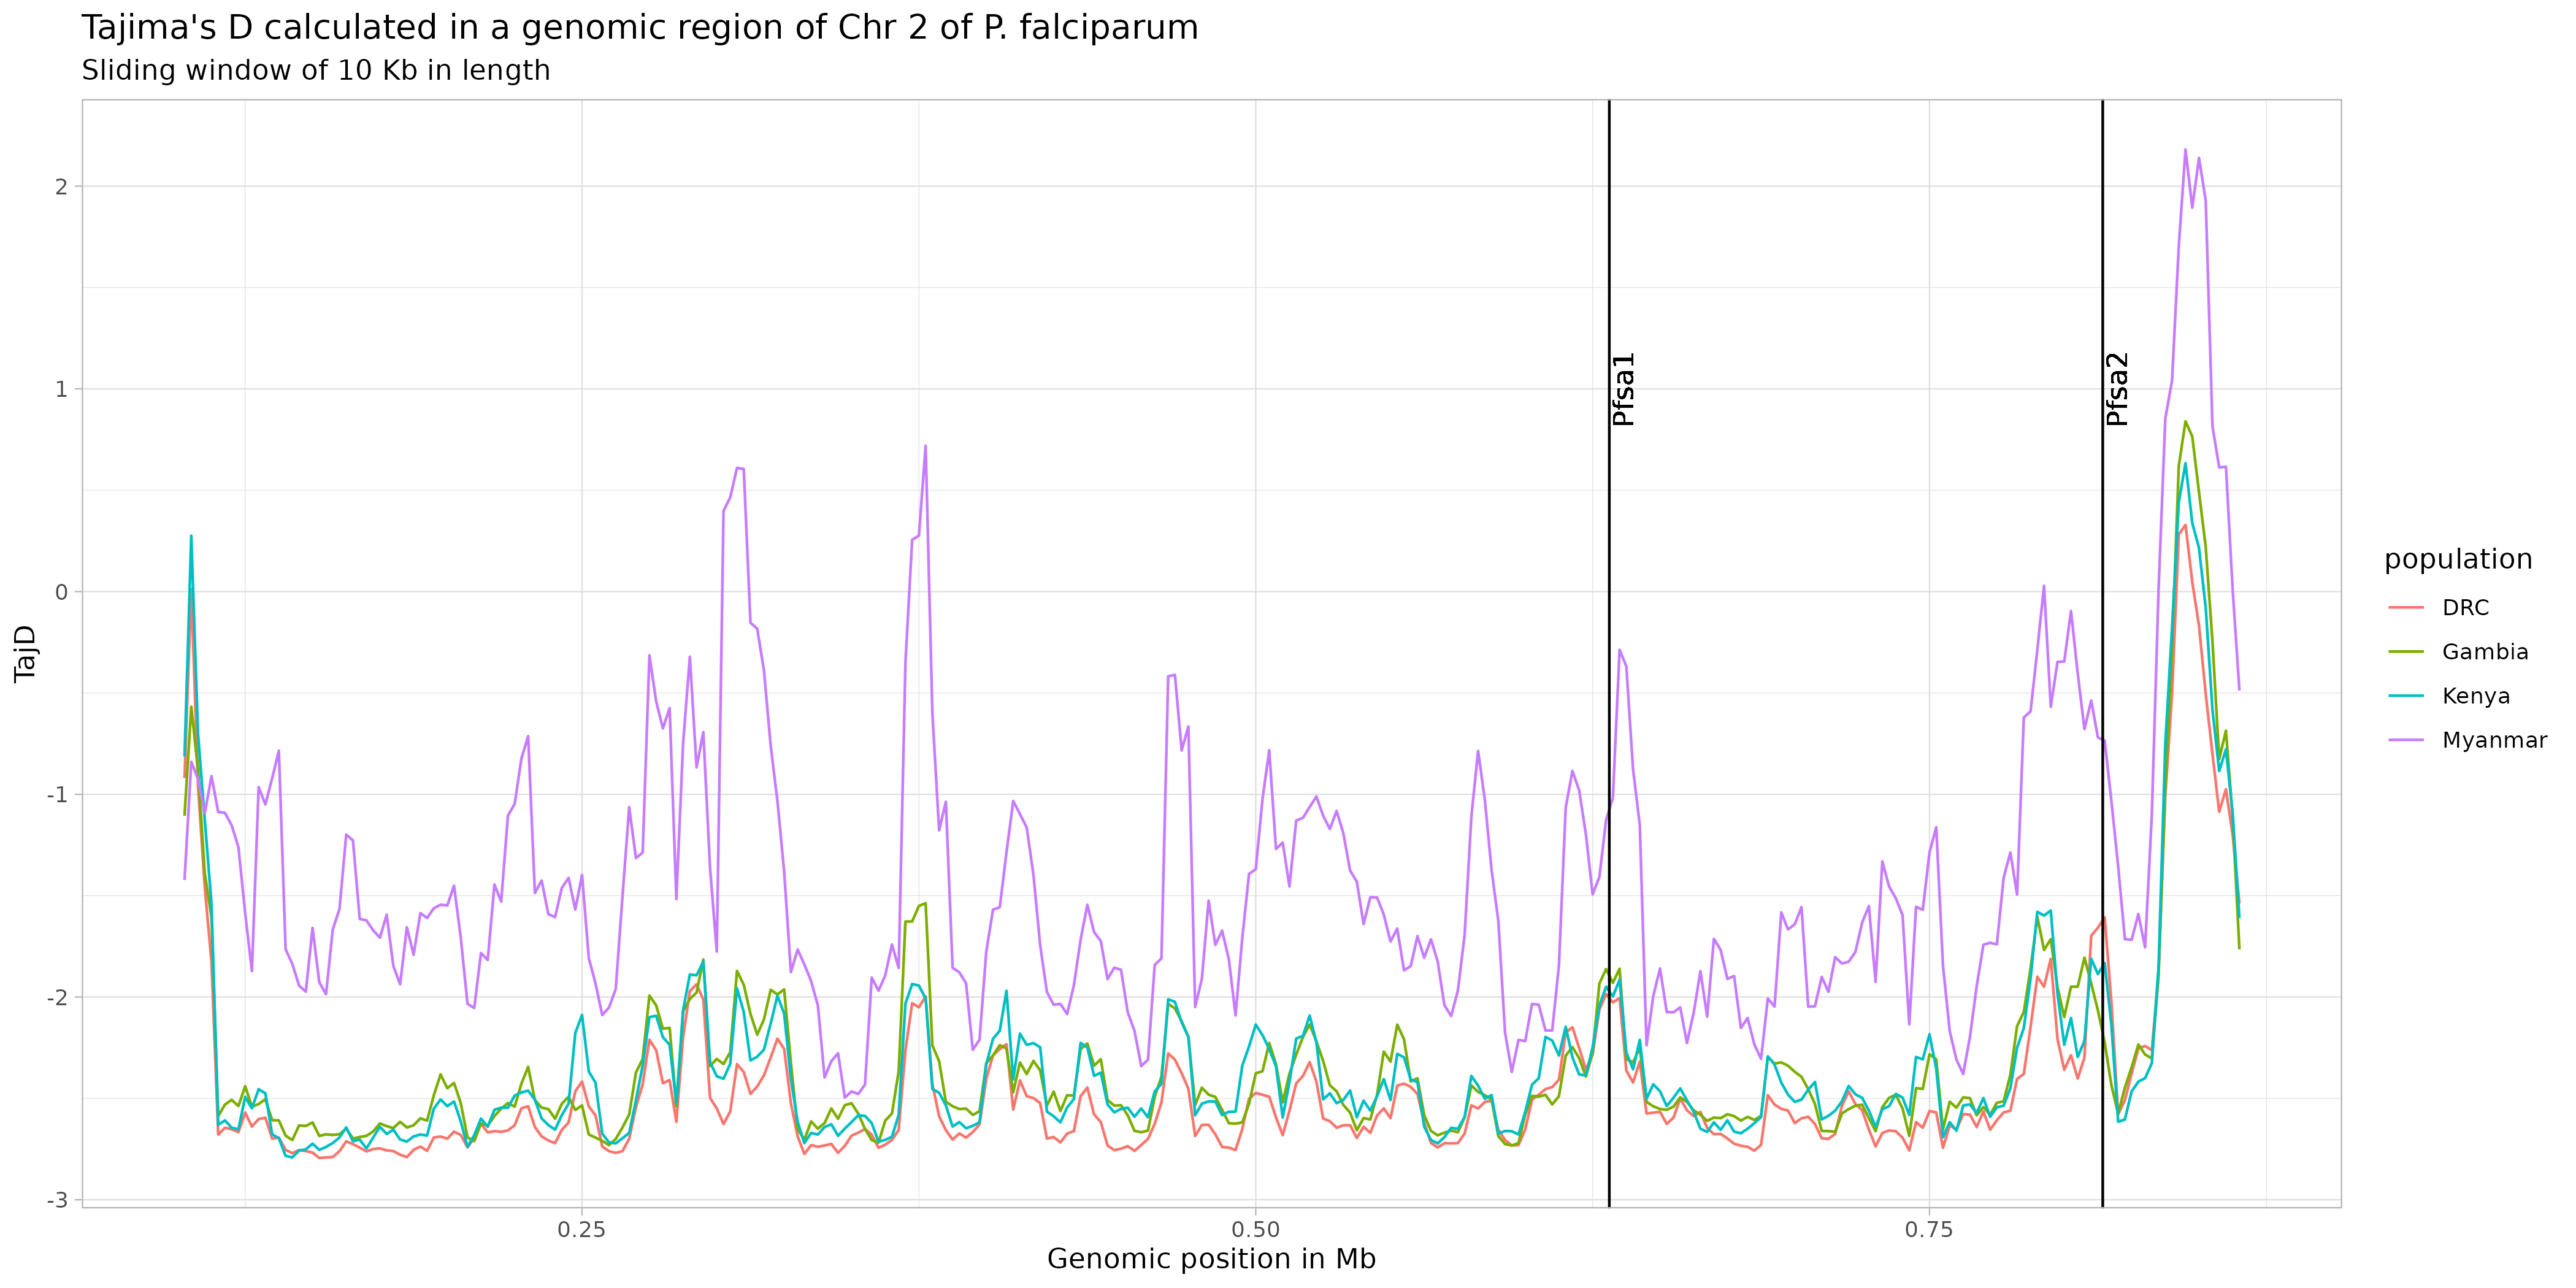 Tajima's D calculated in a genomic region of Chr 2 of P. falciparum
Sliding window of 10 Kb in length
2
1
0
-1
-2
-3
TajD
Pfsa1
Pfsa2
0.25
0.50
0.75
Genomic position in Mb
population
DRC
Gambia
Kenya
Myanmar